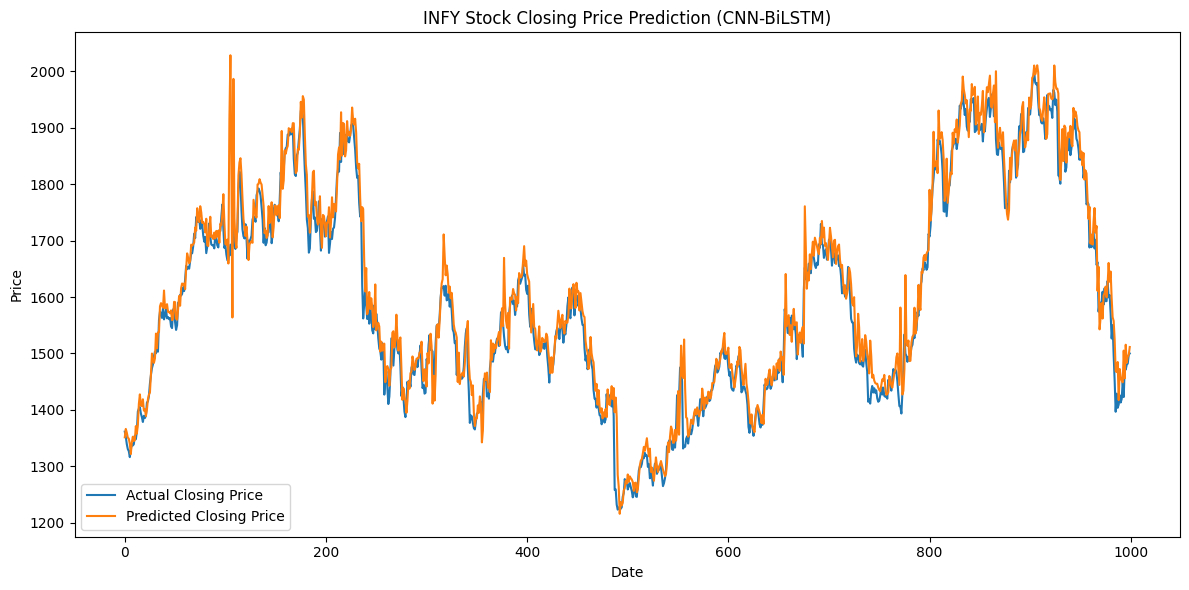 INFY Stock Closing Price Prediction (CNN-BiLSTM)
Price
2000
1900
1800
1700
1600
1500
1400
1300
1200
Actual Closing Price
Predicted Closing Price
0 200 400 600 800 1000
Date